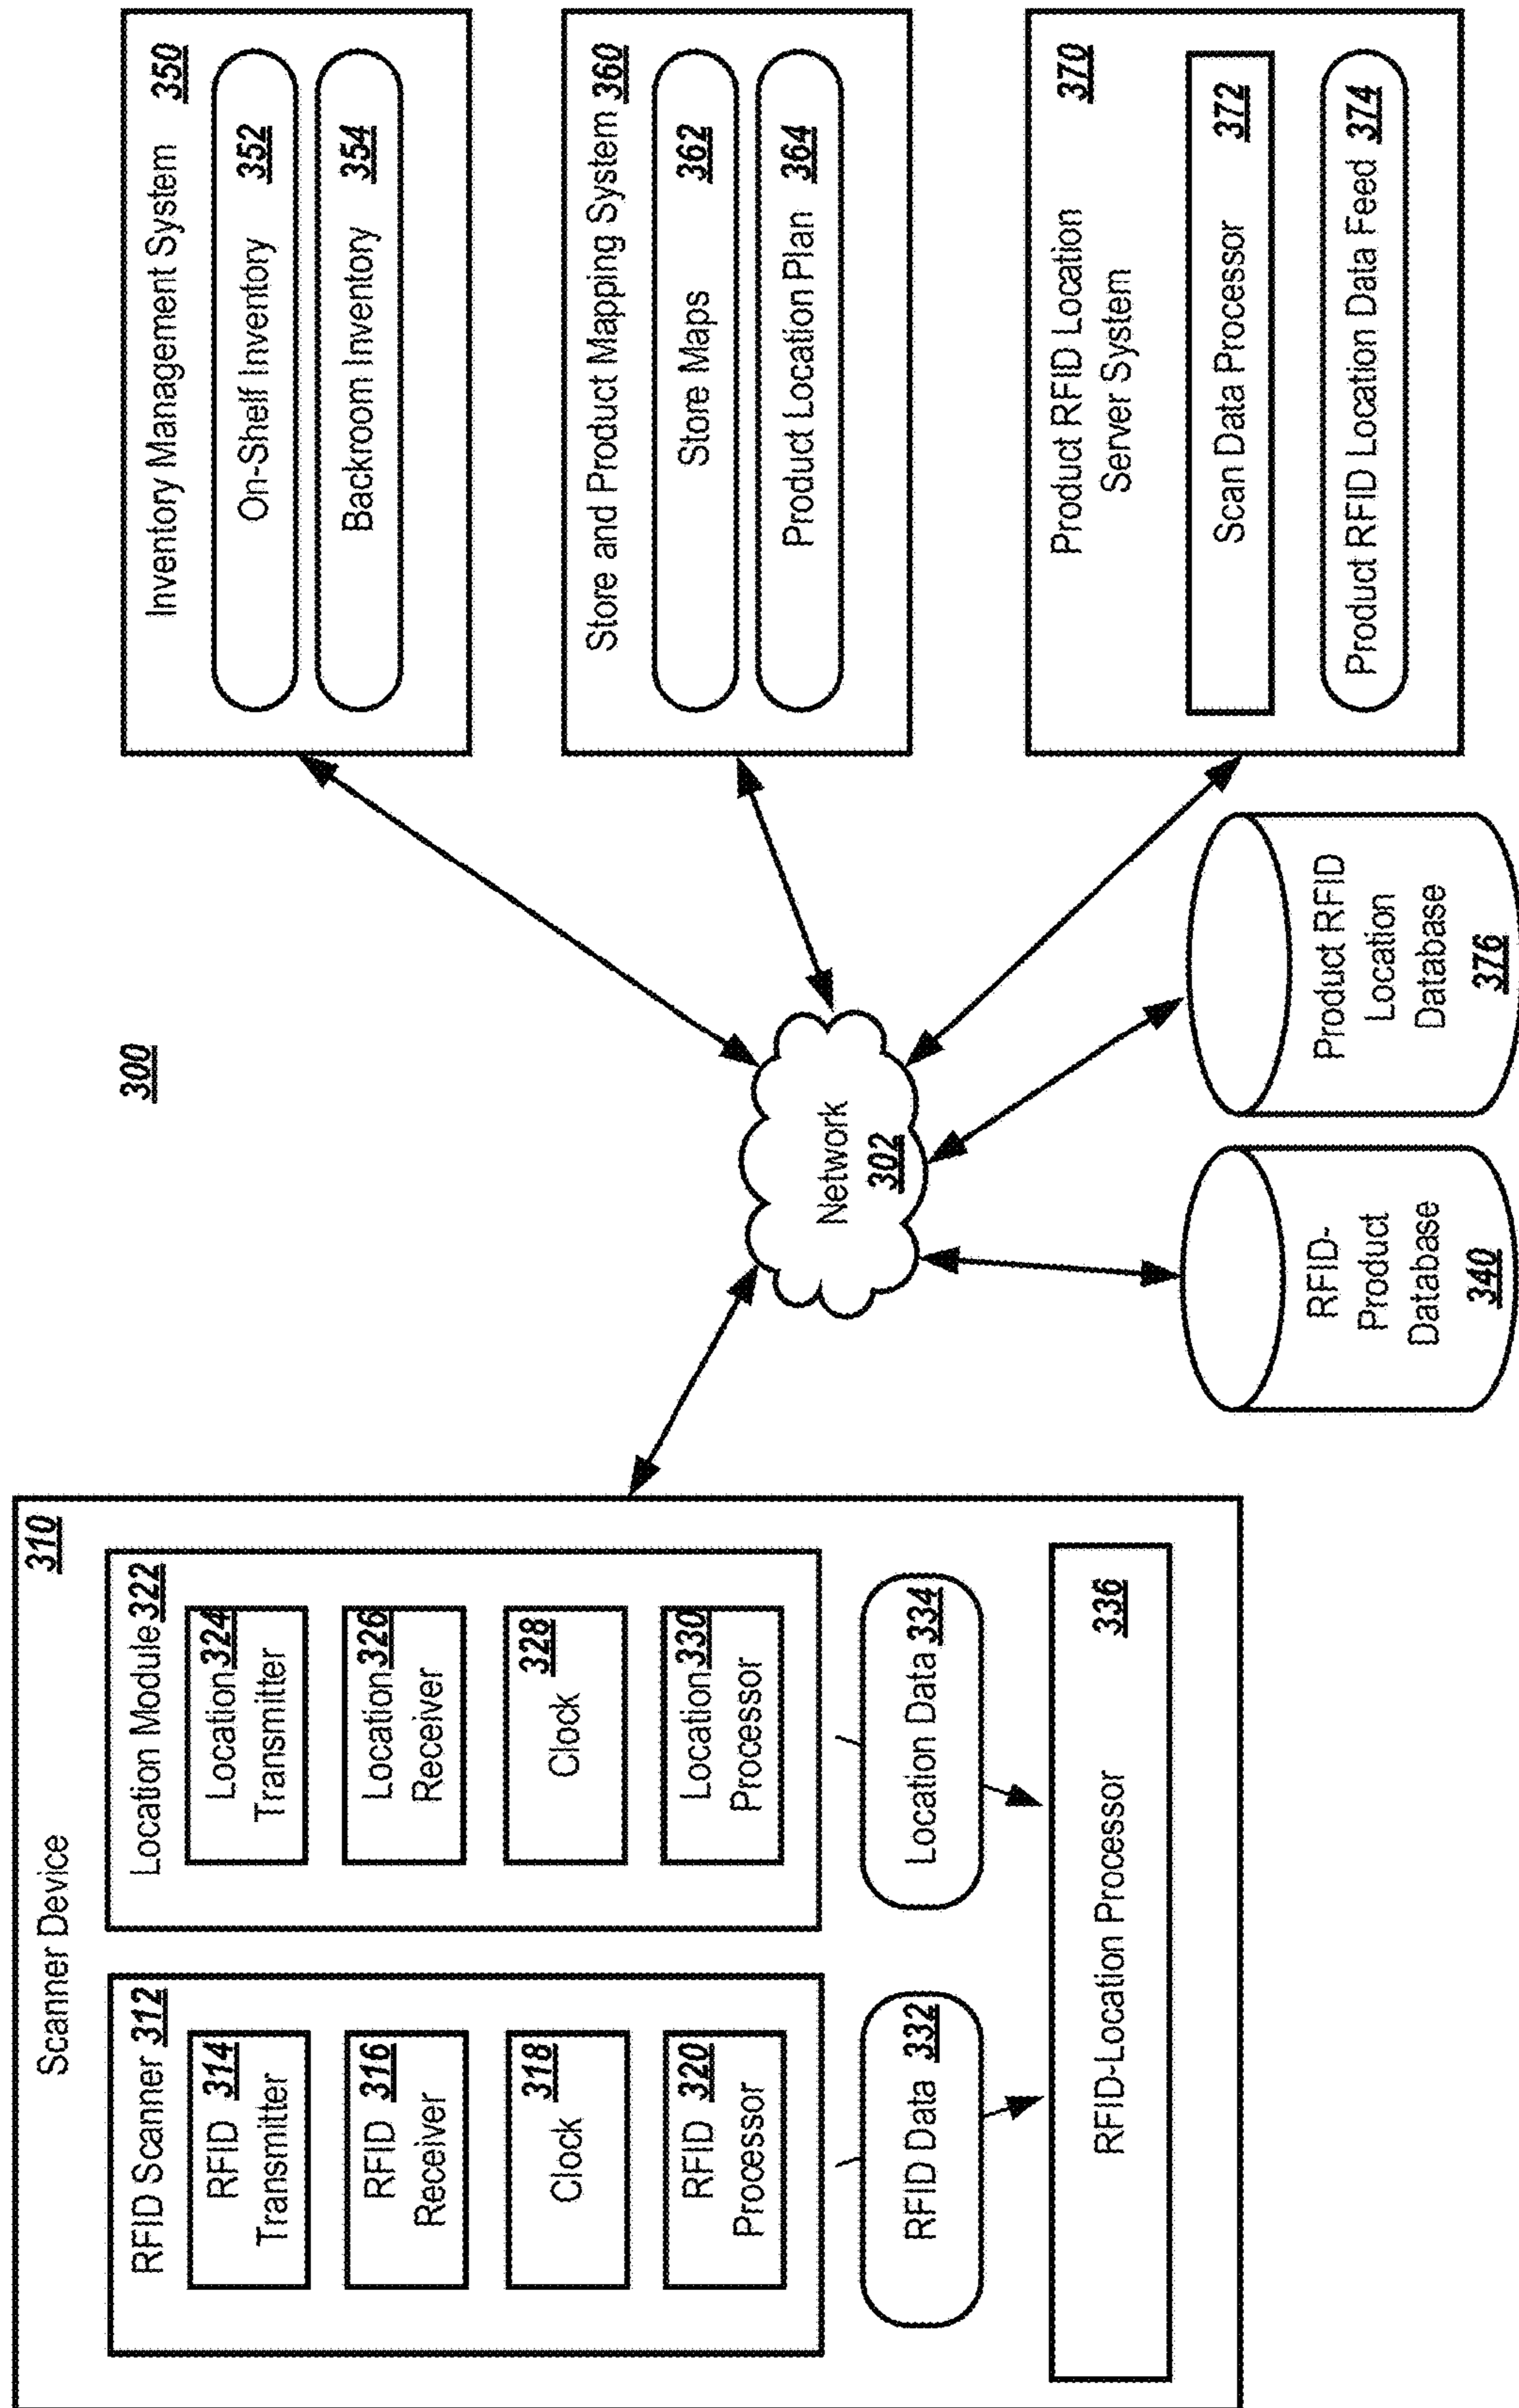 300
Scanner Device
310
RFID Scanner 312
RFID 314
Transmitter
RFID 316
Receiver
318
Clock
RFID 320
Processor
Location Module 322
Location 324
Transmitter
Location 326
Receiver
328
Clock
Location 330
Processor
RFID Data 332
Location Data 334
RFID-Location Processor 336
Network
302
RFID-
Product
Database
340
Product RFID
Location
Database
376
Inventory Management System 350
On-Shelf Inventory 352
Backroom Inventory 354
Store and Product Mapping System 360
Store Maps 362
Product Location Plan 364
Product RFID Location 370
Server System
Scan Data Processor 372
Product RFID Location Data Feed 374